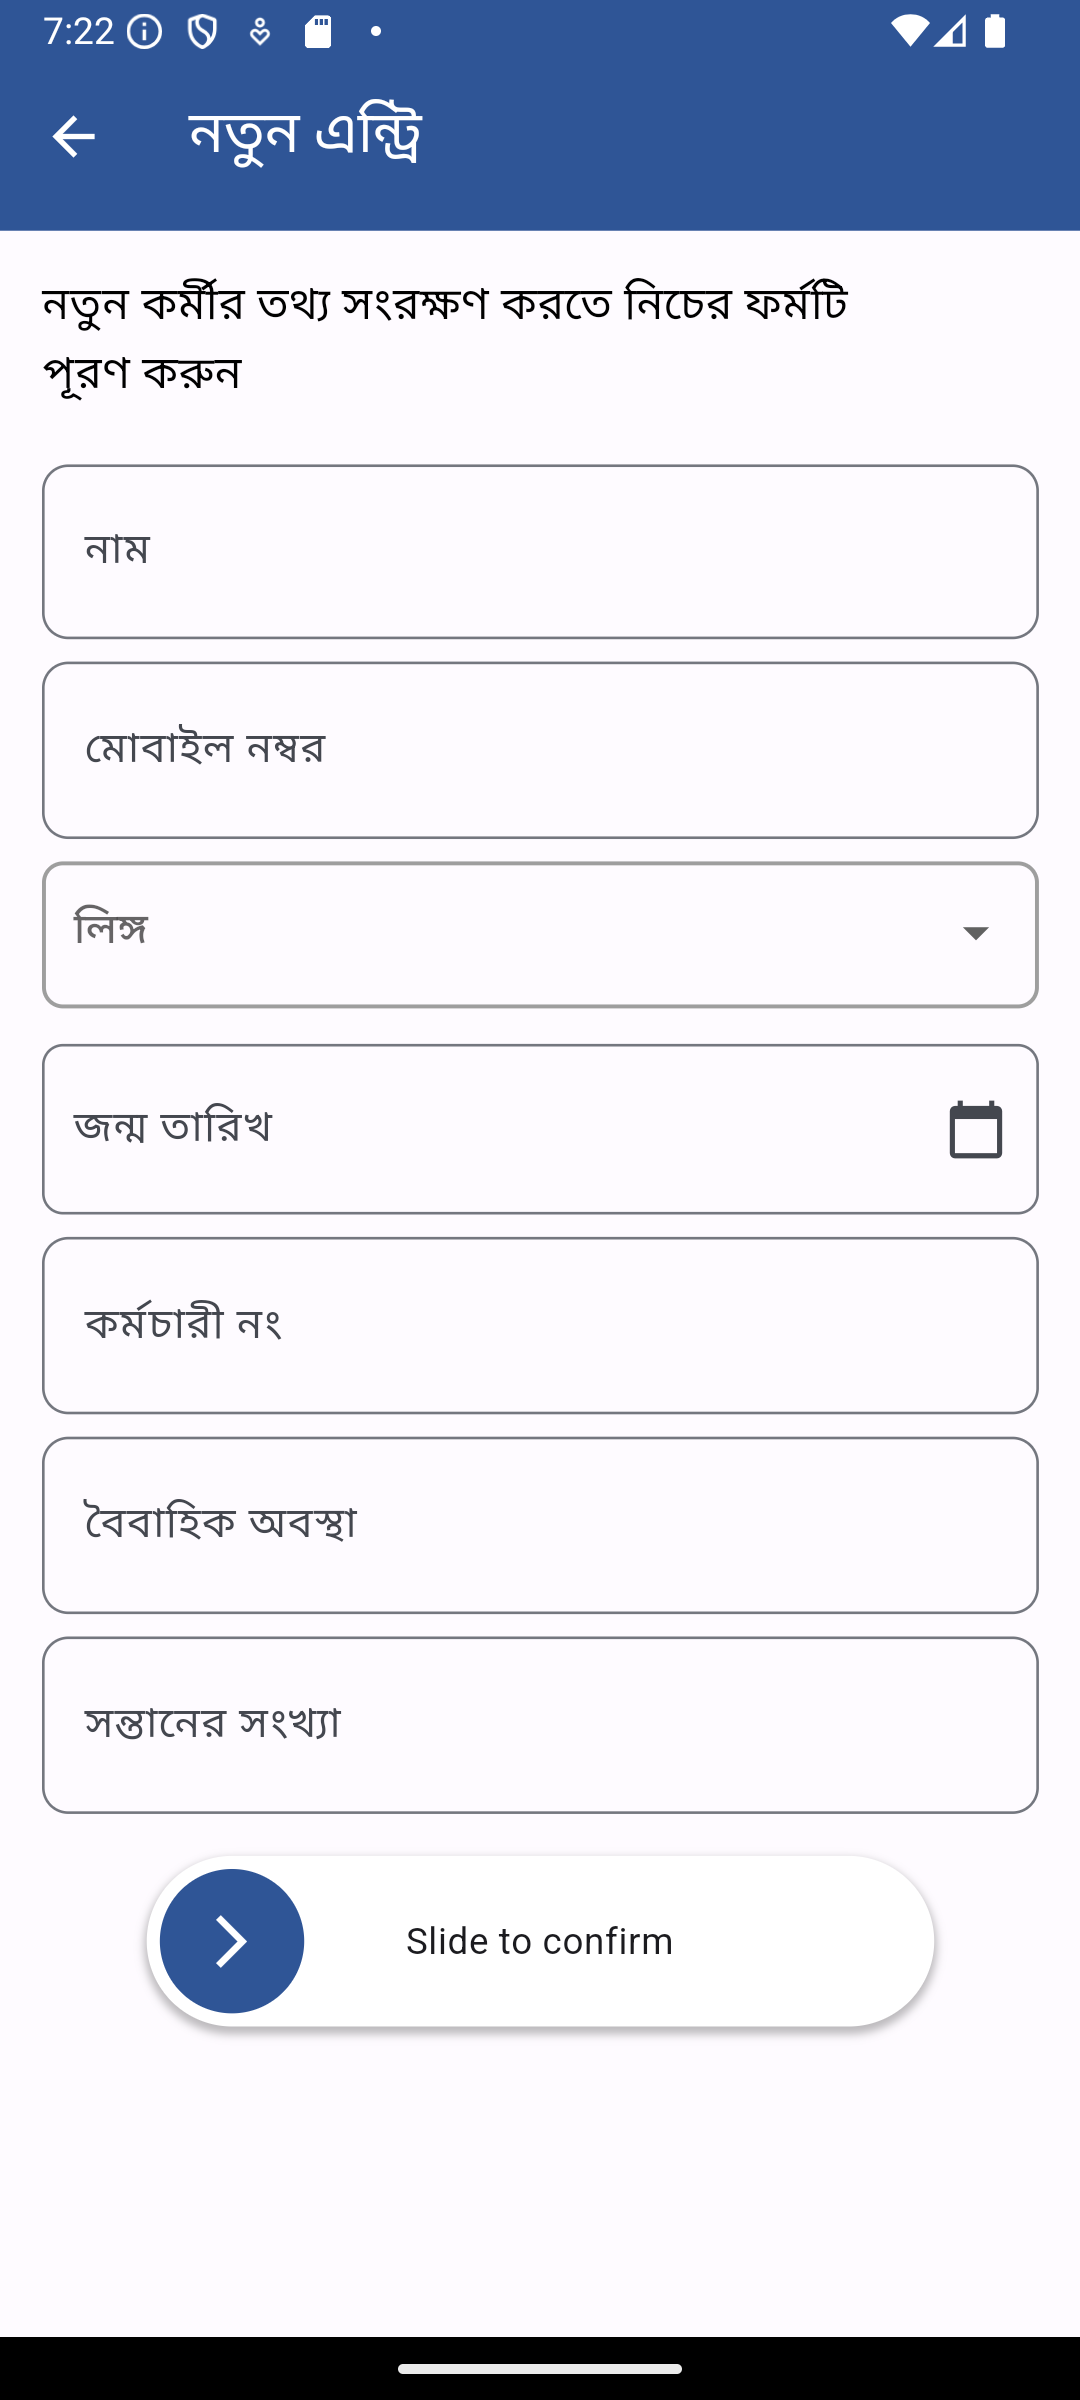 7:22
নতুন এন্ট্রি
নতুন কর্মীর তথ্য সংরক্ষণ করতে নিচের ফর্মটি
পূরণ করুন
নাম
মোবাইল নম্বর
লিঙ্গ
জন্ম তারিখ
কর্মচারী নং
বৈবাহিক অবস্থা
সন্তানের সংখ্যা
Slide to confirm